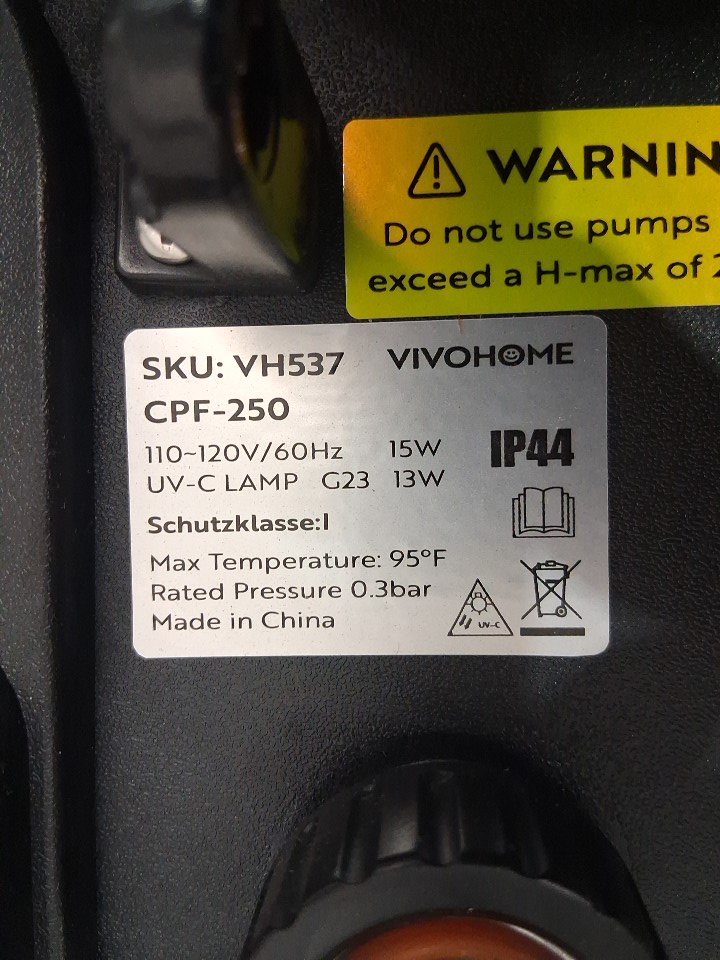 WARNIN
Do not use pumps
exceed a H-max of 2
SKU: VH537 VIVOHOME
CPF-250
110~120V/60Hz 15W IP44
UV-C LAMP G23 13W
Schutzklasse:I
Max Temperature: 95°F
Rated Pressure 0.3bar
Made in China
UV-C